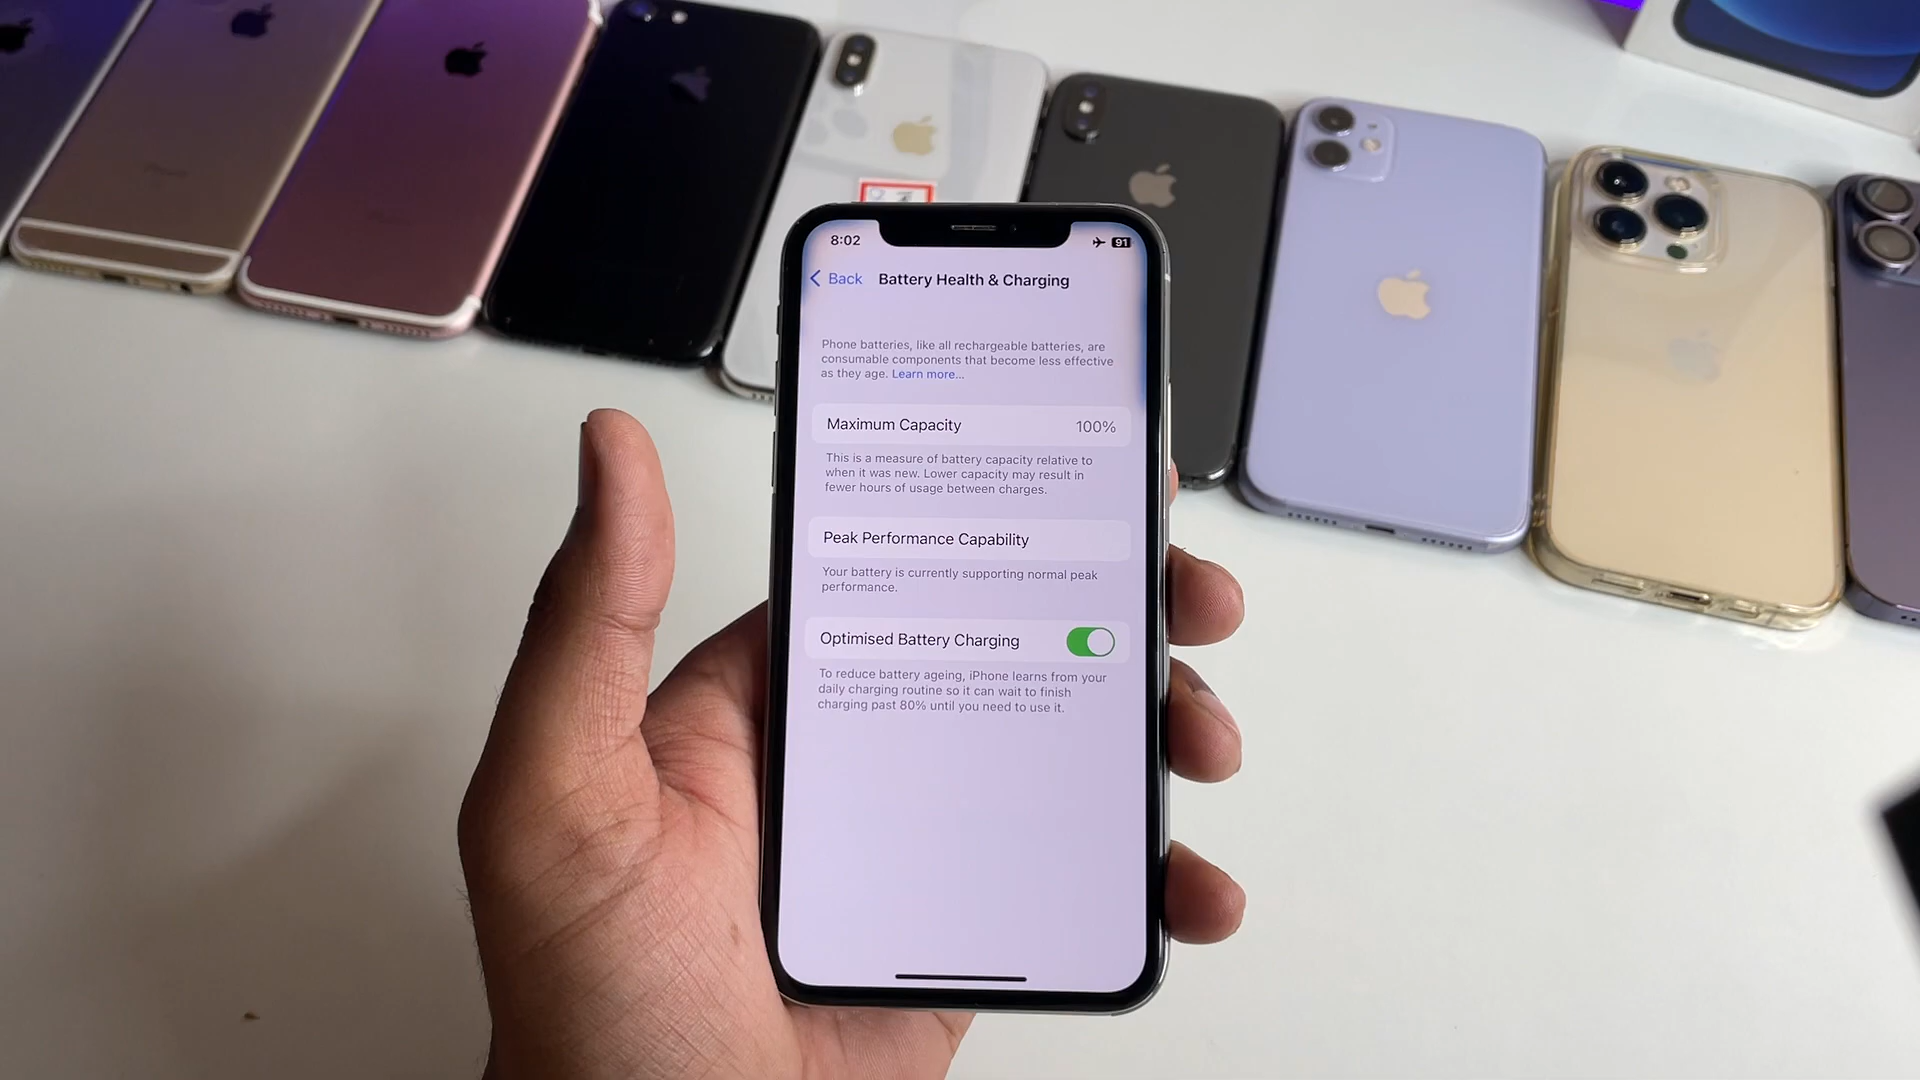 8:02
91
Back
Battery Health & Charging
Phone batteries, like all rechargeable batteries, are
consumable components that become less effective
as they age. Learn more...
Maximum Capacity 100%
This is a measure of battery capacity relative to
when it was new. Lower capacity may result in
fewer hours of usage between charges.
Peak Performance Capability
Your battery is currently supporting normal peak
performance.
Optimised Battery Charging
To reduce battery ageing, iPhone learns from your
daily charging routine so it can wait to finish
charging past 80% until you need to use it.